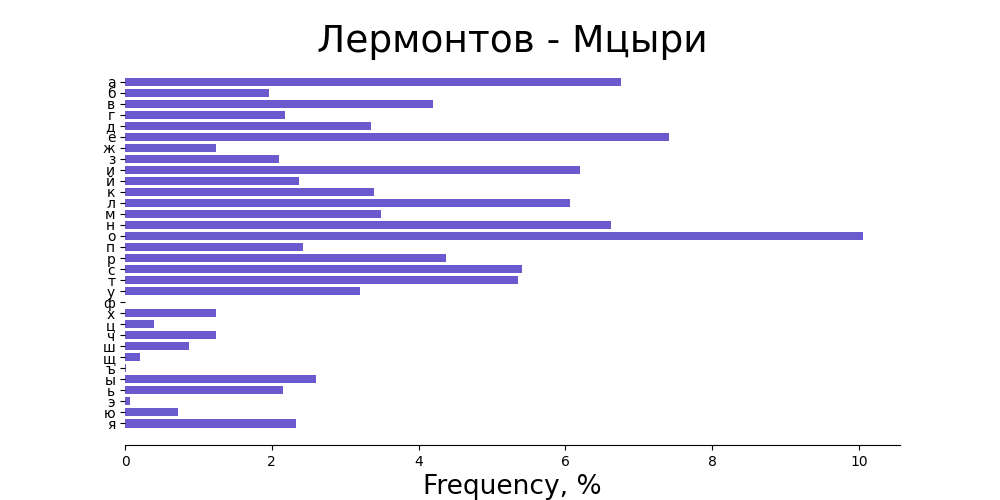 Лермонтов - Мцыри
а
б
в
г
д
е
ж
з
и
й
к
л
м
н
о
п
р
с
т
у
ф
х
ц
ч
ш
щ
ъ
ы
ь
э
ю
я
0 2 4 6 8 10
Frequency, %